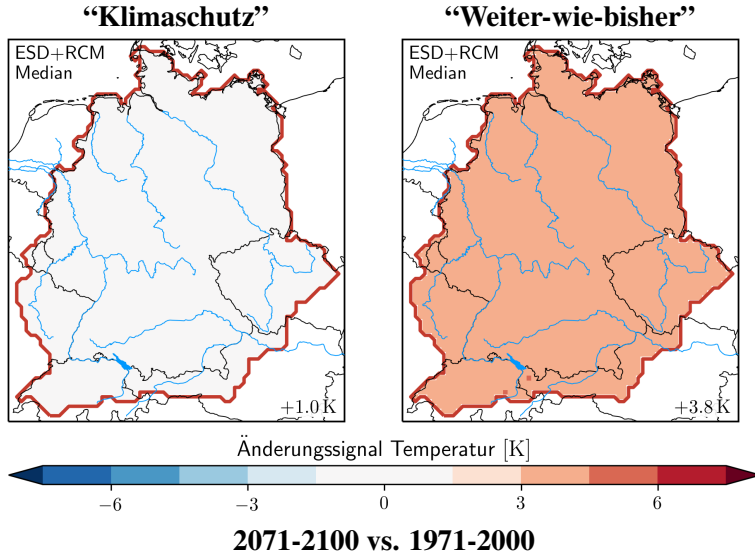 “Klimaschutz”
“Weiter-wie-bisher”
ESD+RCM
Median
+1.0 K
ESD+RCM
Median
+3.8 K
Änderungssignal Temperatur [K]
−6 −3 0 3 6
2071-2100 vs. 1971-2000